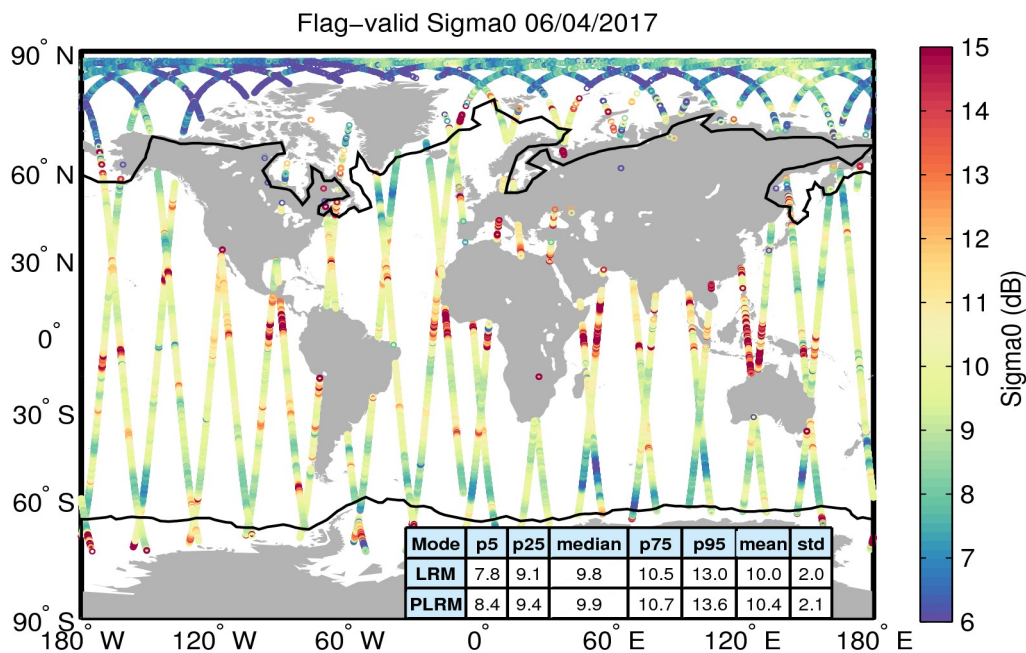 Flag−valid Sigma0 06/04/2017
90° N
60° N
30° N
0°
30° S
60° S
90° S
180° W
120° W
60° W
0°
60° E
120° E
180° E
Mode p5 p25 median p75 p95 mean std
LRM 7.8 9.1 9.8 10.5 13.0 10.0 2.0
PLRM 8.4 9.4 9.9 10.7 13.6 10.4 2.1
15
14
13
12
11
10
9
8
7
6
Sigma0 (dB)